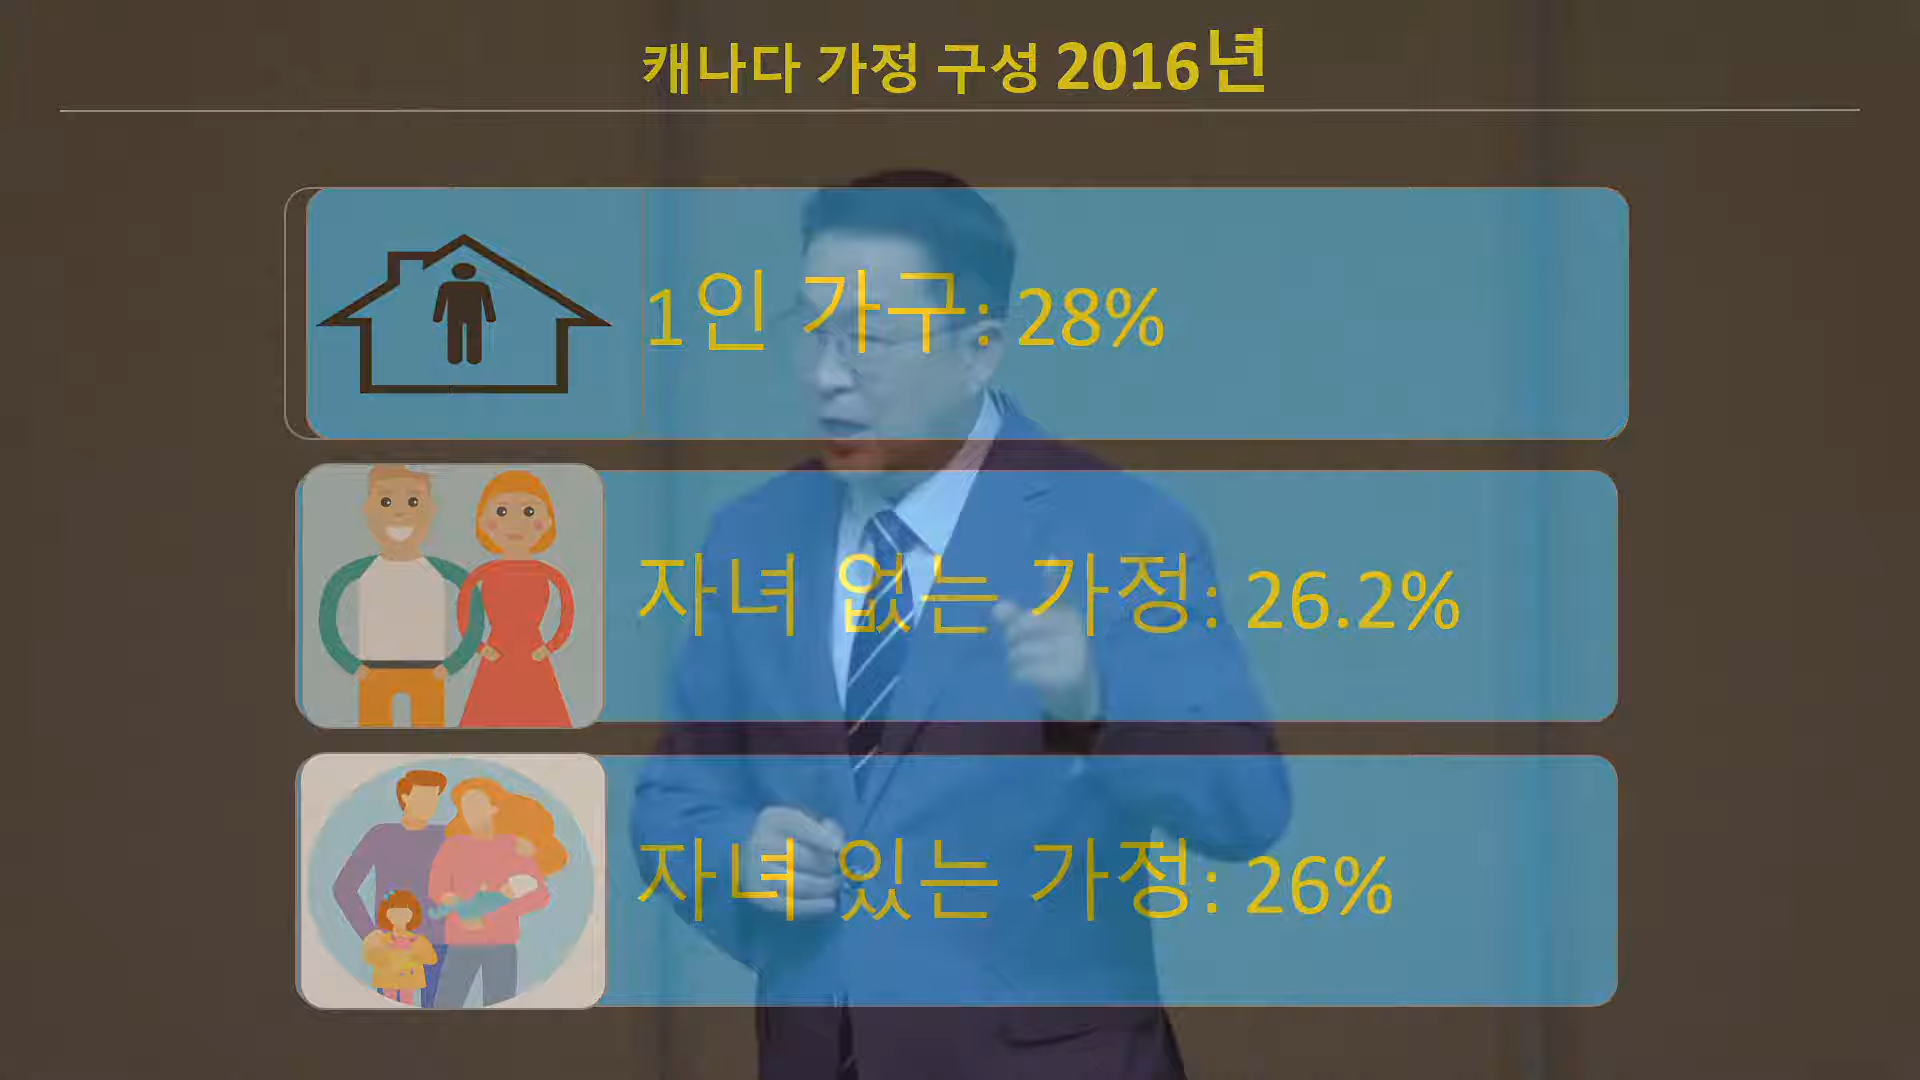 캐나다 가정 구성 2016년
1인 가구: 28%
자녀 없는 가정: 26.2%
자녀 있는 가정: 26%